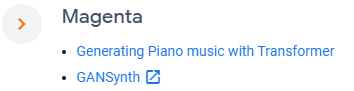 Magenta
Generating Piano music with Transformer
GANSynth